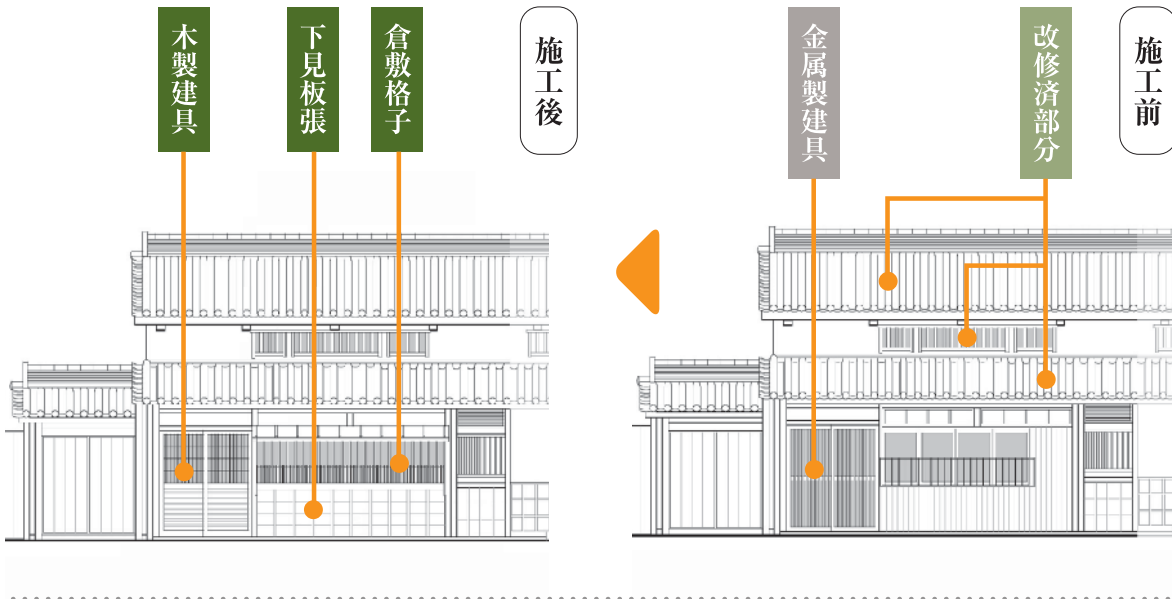 施工前
改修済部分
金属製建具
施工後
倉敷格子
下見板張
木製建具